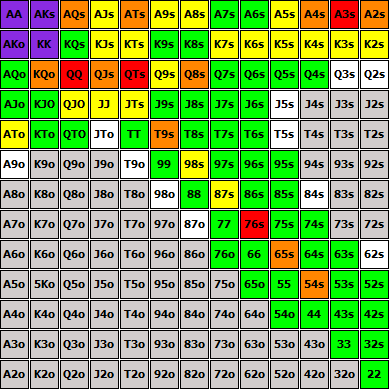 AA AKs AQs AJs ATs A9s A8s A7s A6s A5s A4s A3s A2s
AKo KK KQs KJs KTs K9s K8s K7s K6s K5s K4s K3s K2s
AQo KQo QQ QJs QTs Q9s Q8s Q7s Q6s Q5s Q4s Q3s Q2s
AJo KJO QJO JJ JTs J9s J8s J7s J6s J5s J4s J3s J2s
ATo KTo QTO JTo TT T9s T8s T7s T6s T5s T4s T3s T2s
A9o K9o Q9o J9o T9o 99 98s 97s 96s 95s 94s 93s 92s
A8o K8o Q8o J8o T8o 98o 88 87s 86s 85s 84s 83s 82s
A7o K7o Q7o J7o T7o 97o 87o 77 76s 75s 74s 73s 72s
A6o K6o Q6o J6o T6o 96o 86o 76o 66 65s 64s 63s 62s
A5o 5Ko Q5o J5o T5o 95o 85o 75o 65o 55 54s 53s 52s
A4o K4o Q4o J4o T4o 94o 84o 74o 64o 54o 44 43s 42s
A3o K3o Q3o J3o T3o 93o 83o 73o 63o 53o 43o 33 32s
A2o K2o Q2o J2o T2o 92o 82o 72o 62o 52o 42o 32o 22